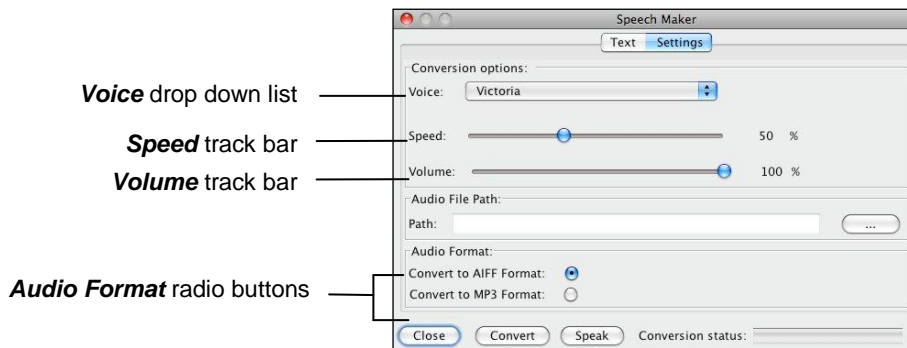 Speech Maker
Text Settings
Conversion options:
Voice drop down list
Voice: Victoria
Speed track bar
Speed: 50 %
Volume track bar
Volume: 100 %
Audio File Path:
Path: ...
Audio Format:
Audio Format radio buttons
Convert to AIFF Format:
Convert to MP3 Format:
Close Convert Speak Conversion status: